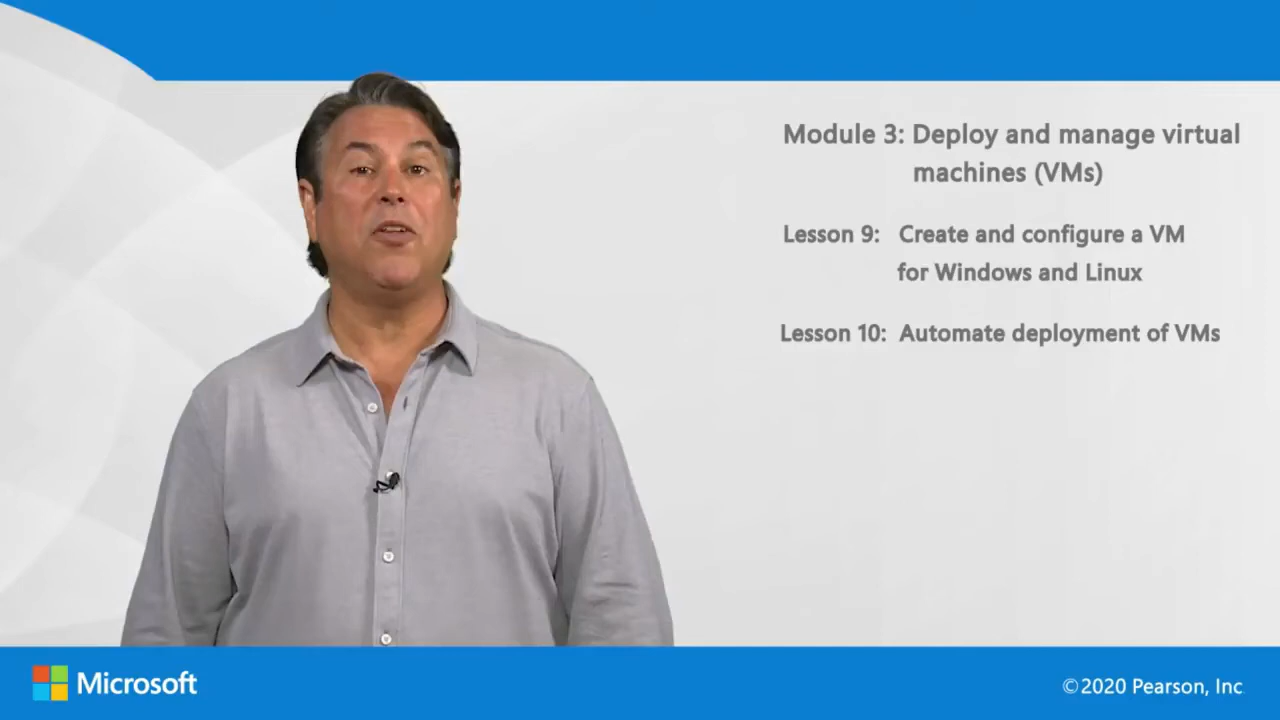 Module 3: Deploy and manage virtual
machines (VMs)
Lesson 9: Create and configure a VM
for Windows and Linux
Lesson 10: Automate deployment of VMs
Microsoft
©2020 Pearson, Inc